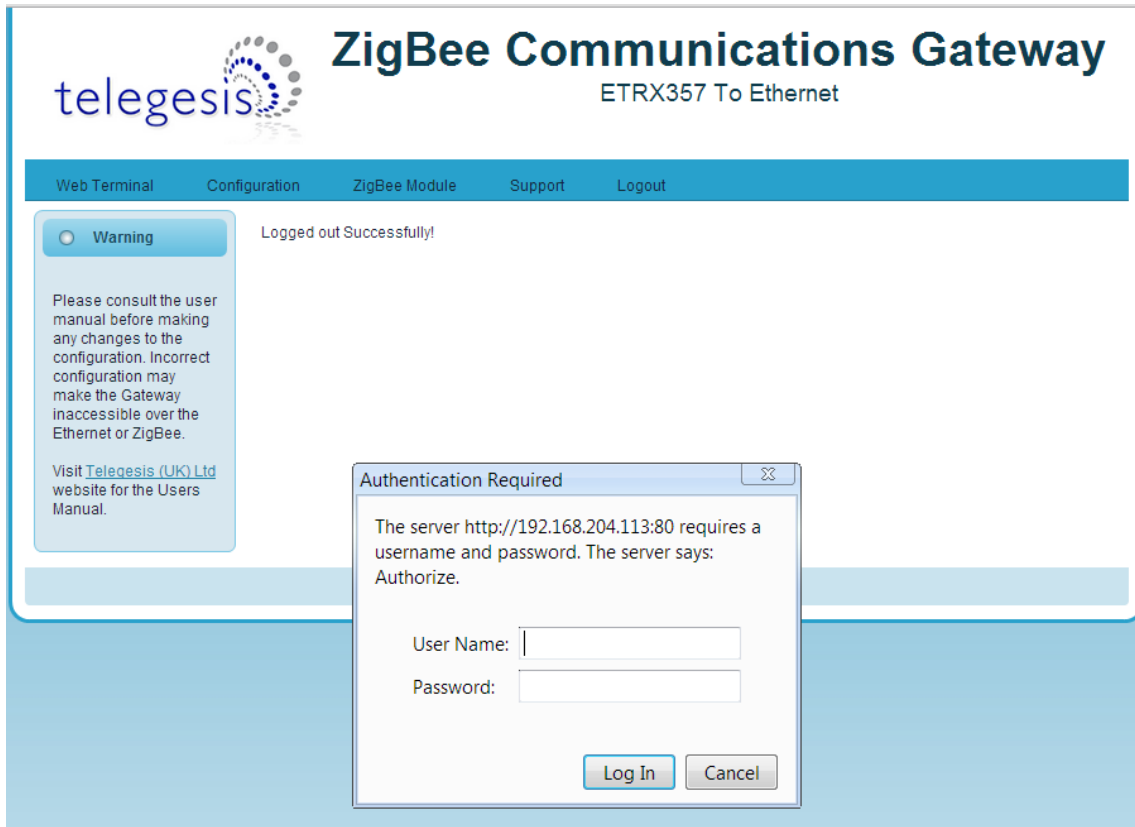 telegesis
ZigBee Communications Gateway
ETRX357 To Ethernet
Web Terminal Configuration ZigBee Module Support Logout
Warning
Please consult the user
manual before making
any changes to the
configuration. Incorrect
configuration may
make the Gateway
inaccessible over the
Ethernet or ZigBee.
Visit Telegesis (UK) Ltd
website for the Users
Manual.
Logged out Successfully!
Authentication Required
The server http://192.168.204.113:80 requires a
username and password. The server says:
Authorize.
User Name:
Password:
Log In Cancel